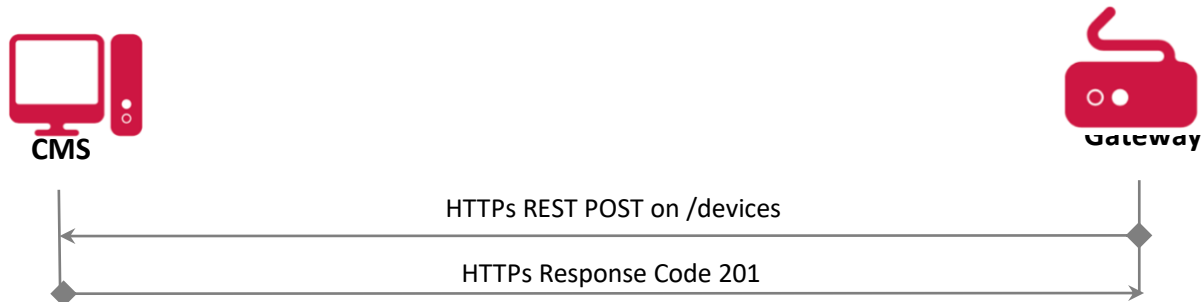 CMS
Gateway
HTTPs REST POST on /devices
HTTPs Response Code 201